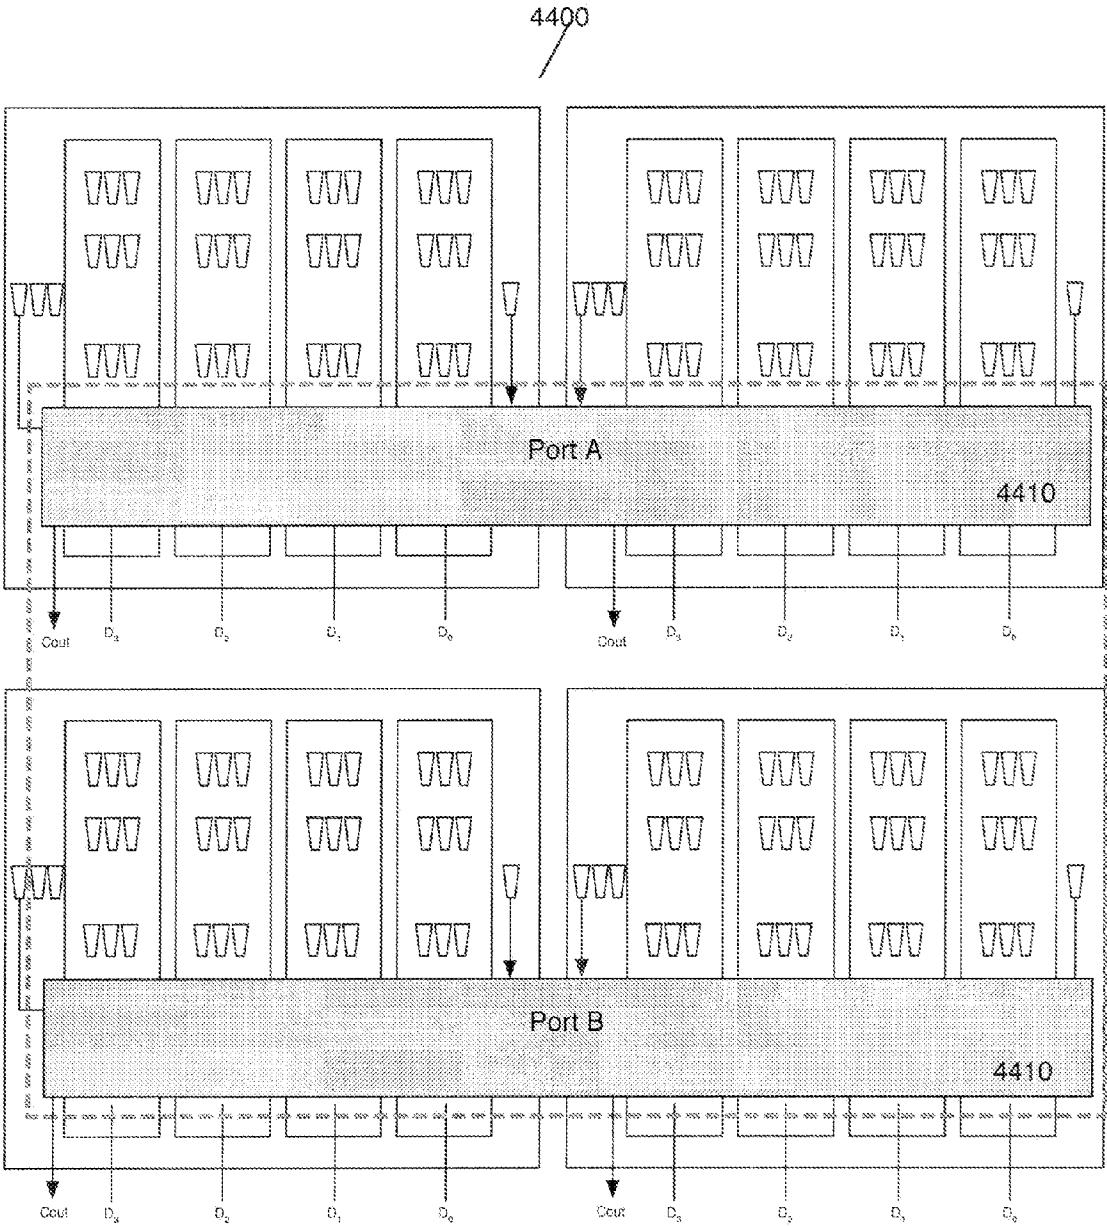 4400
Port A
4410
Cout D₃ D₂ D₁ D₀ Cout D₃ D₂ D₁ D₀
Port B
4410
Cout D₃ D₂ D₁ D₀ Cout D₃ D₂ D₁ D₀